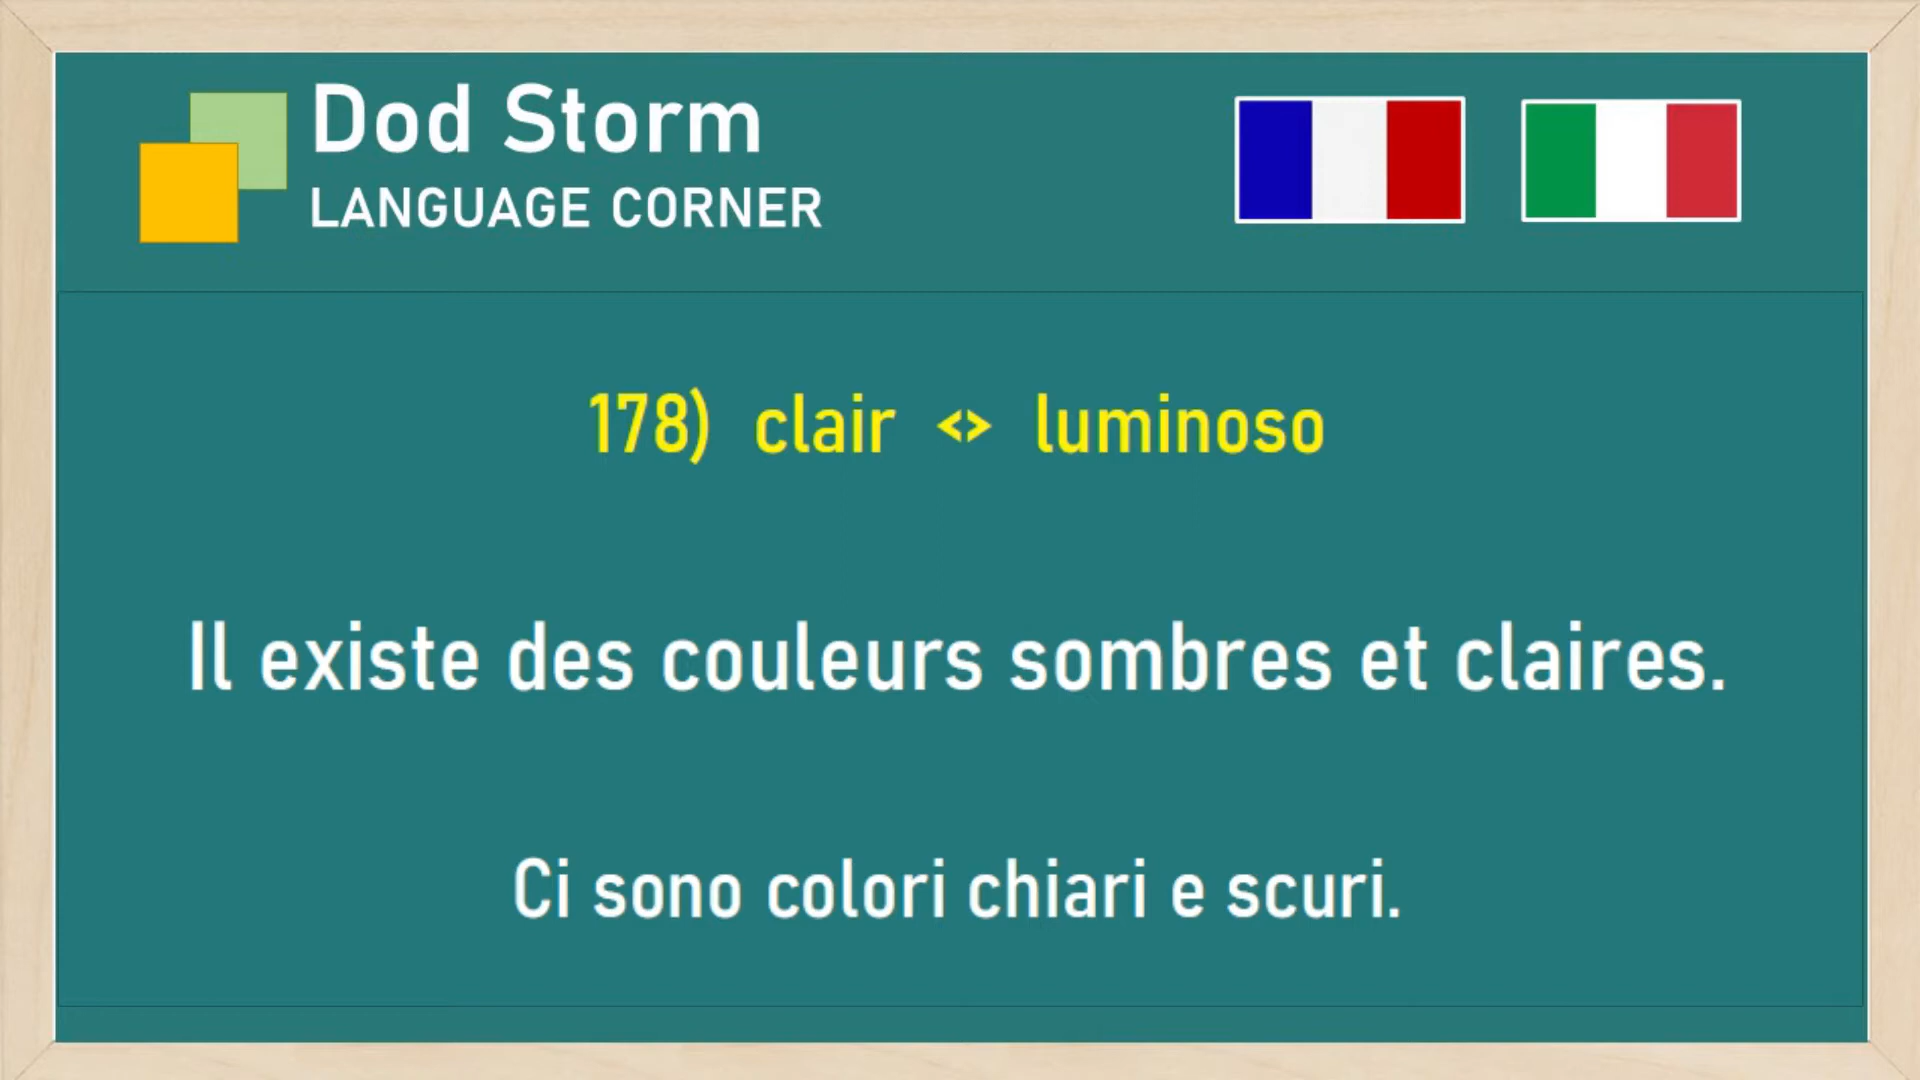 Dod Storm
LANGUAGE CORNER
178) clair <> luminoso
Il existe des couleurs sombres et claires.
Ci sono colori chiari e scuri.